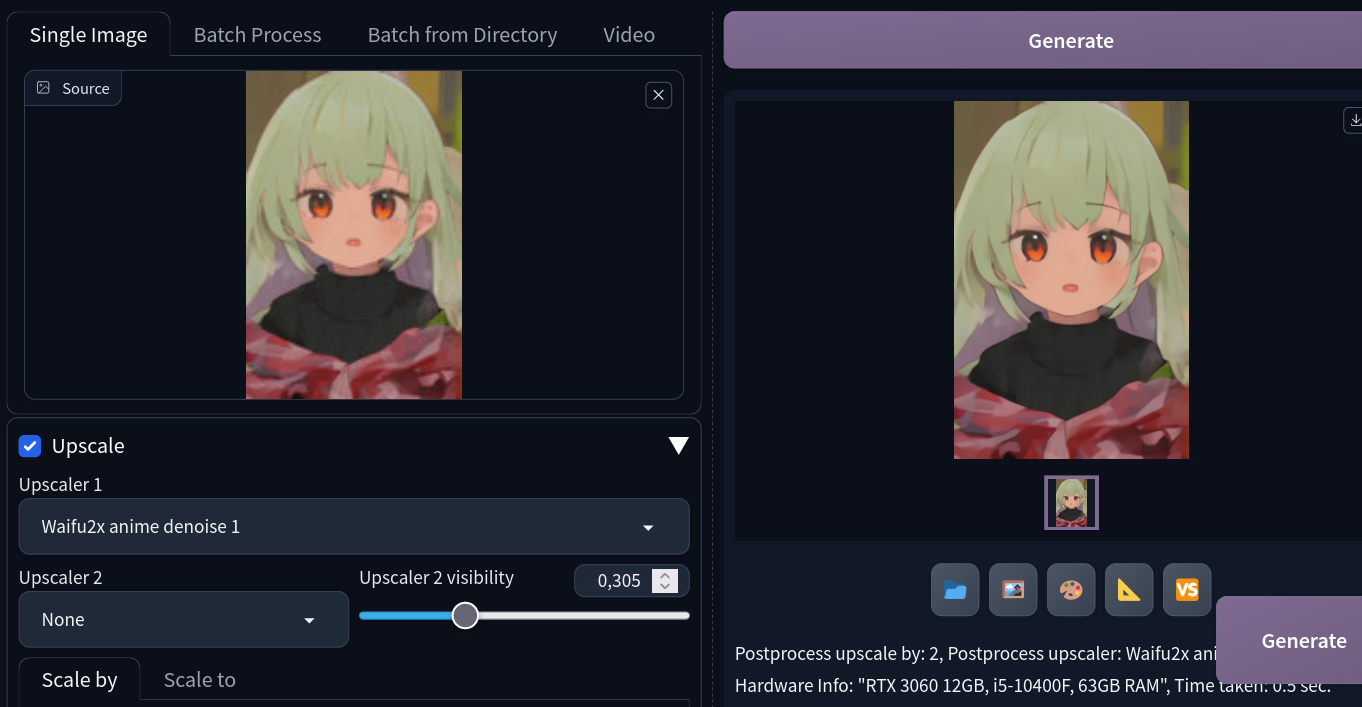 Single Image
Batch Process
Batch from Directory
Video
Generate
Source
Upscale
Upscaler 1
Waifu2x anime denoise 1
Upscaler 2
Upscaler 2 visibility
0,305
None
Scale by
Scale to
VS
Generate
Postprocess upscale by: 2, Postprocess upscaler: Waifu2x ani
Hardware Info: "RTX 3060 12GB, i5-10400F, 63GB RAM", Time taken: 0.5 sec.